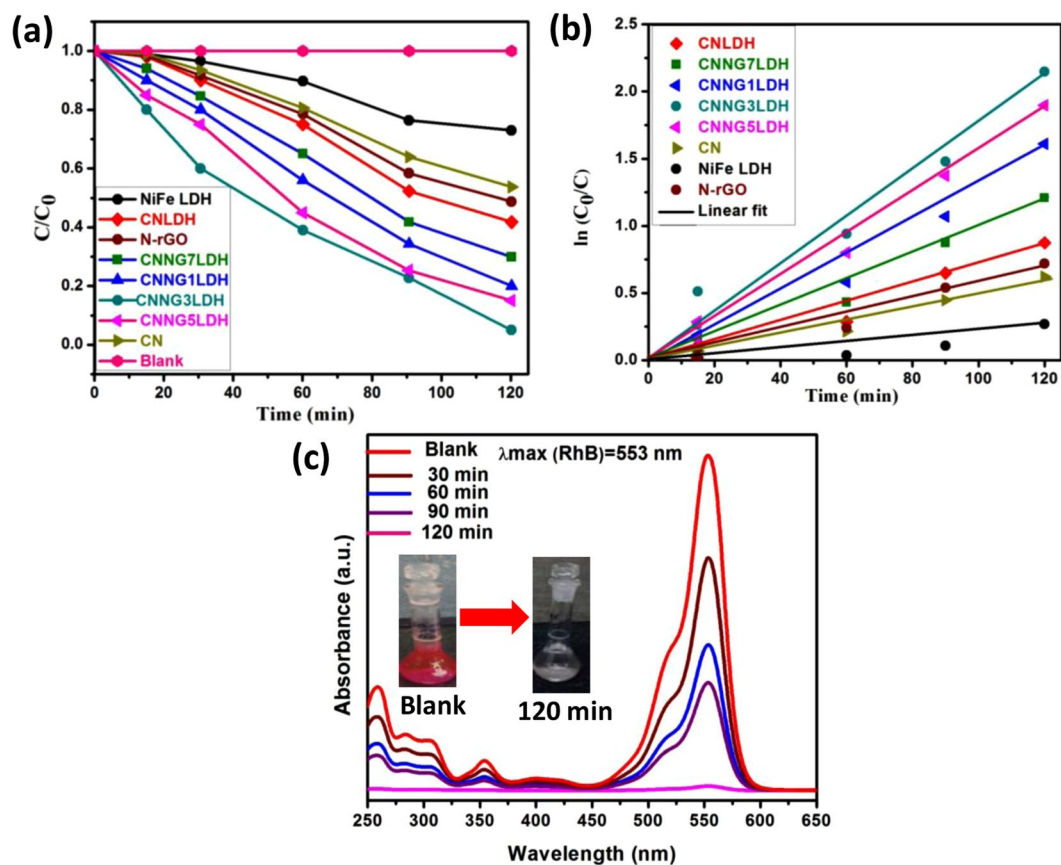 (a)
1.0
0.8
0.6
0.4
0.2
0.0
C/C0
NiFe LDH
CNLDH
N-rGO
CNNG7LDH
CNNG1LDH
CNNG3LDH
CNNG5LDH
CN
Blank
0 20 40 60 80 100 120
Time (min)
(b)
2.5
2.0
1.5
1.0
0.5
0.0
ln (C0/C)
CNLDH
CNNG7LDH
CNNG1LDH
CNNG3LDH
CNNG5LDH
CN
NiFe LDH
N-rGO
Linear fit
0 20 40 60 80 100 120
Time (min)
(c)
Blank λmax (RhB)=553 nm
30 min
60 min
90 min
120 min
Absorbance (a.u.)
Blank 120 min
250 300 350 400 450 500 550 600 650
Wavelength (nm)